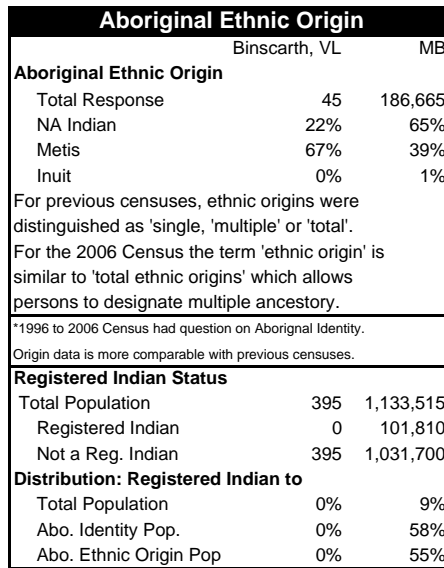 Aboriginal Ethnic Origin
Binscarth, VL MB
Aboriginal Ethnic Origin
Total Response 45 186,665
NA Indian 22% 65%
Metis 67% 39%
Inuit 0% 1%
For previous censuses, ethnic origins were
distinguished as 'single, 'multiple' or 'total'.
For the 2006 Census the term 'ethnic origin' is
similar to 'total ethnic origins' which allows
persons to designate multiple ancestory.
*1996 to 2006 Census had question on Aborignal Identity.
Origin data is more comparable with previous censuses.
Registered Indian Status
Total Population 395 1,133,515
Registered Indian 0 101,810
Not a Reg. Indian 395 1,031,700
Distribution: Registered Indian to
Total Population 0% 9%
Abo. Identity Pop. 0% 58%
Abo. Ethnic Origin Pop 0% 55%